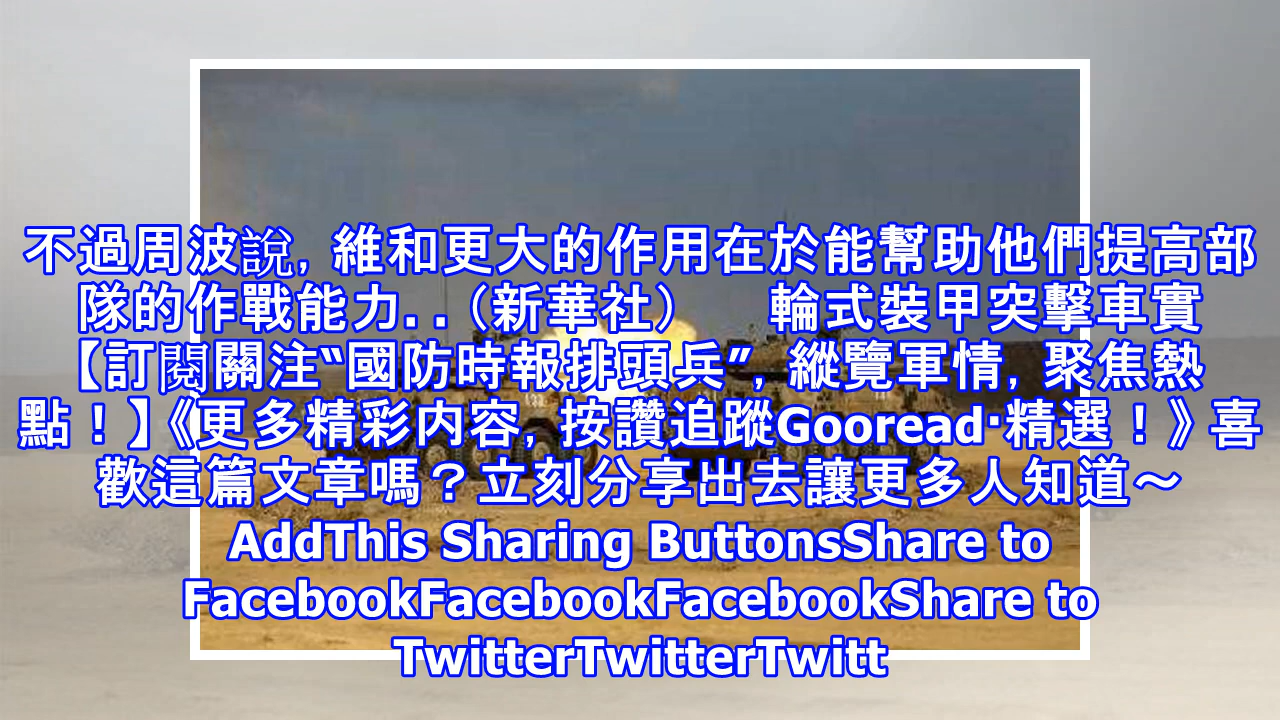 不過周波說, 維和更大的作用在於能幫助他們提高部
隊的作戰能力. . (新華社)　輪式裝甲突擊車實
【訂閱關注“國防時報排頭兵”, 縱覽軍情, 聚焦熱
點！】《更多精彩内容, 按讚追蹤Gooread·精選！》喜
歡這篇文章嗎？立刻分享出去讓更多人知道～
AddThis Sharing ButtonsShare to
FacebookFacebookFacebookShare to
TwitterTwitterTwitt